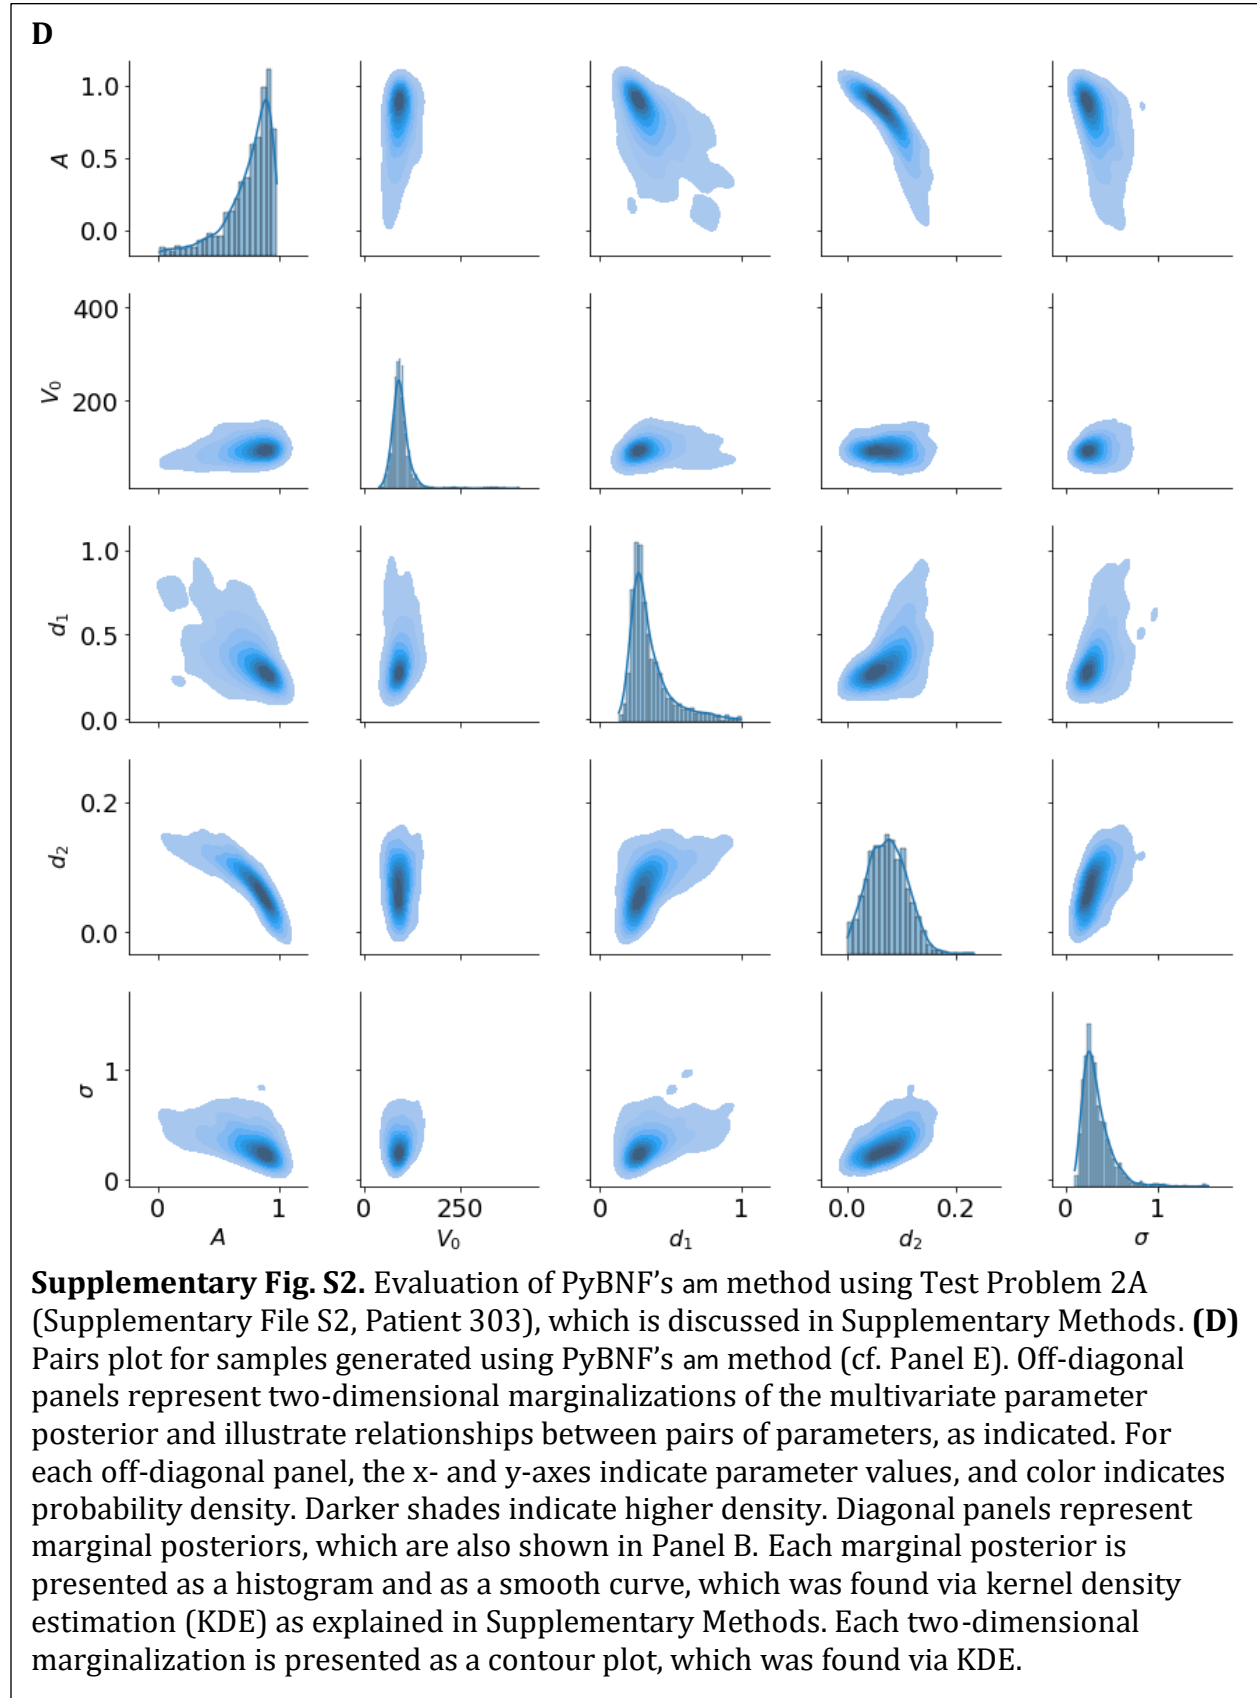 D
1.0
0.5
0.0
A
400
200
V0
1.0
0.5
0.0
d1
0.2
0.0
d2
1
0
σ
0 1 0 250 0 1 0.0 0.2 0 1
A V0 d1 d2 σ
Supplementary Fig. S2. Evaluation of PyBNF’s am method using Test Problem 2A
(Supplementary File S2, Patient 303), which is discussed in Supplementary Methods. (D)
Pairs plot for samples generated using PyBNF’s am method (cf. Panel E). Off-diagonal
panels represent two-dimensional marginalizations of the multivariate parameter
posterior and illustrate relationships between pairs of parameters, as indicated. For
each off-diagonal panel, the x- and y-axes indicate parameter values, and color indicates
probability density. Darker shades indicate higher density. Diagonal panels represent
marginal posteriors, which are also shown in Panel B. Each marginal posterior is
presented as a histogram and as a smooth curve, which was found via kernel density
estimation (KDE) as explained in Supplementary Methods. Each two-dimensional
marginalization is presented as a contour plot, which was found via KDE.